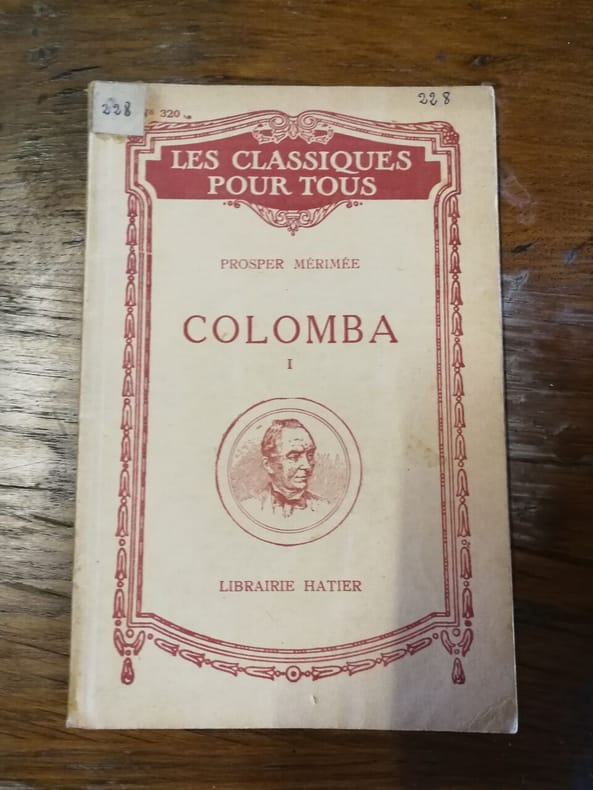 228
N° 320
228
LES CLASSIQUES
POUR TOUS
PROSPER MÉRIMÉE
COLOMBA
I
LIBRAIRIE HATIER